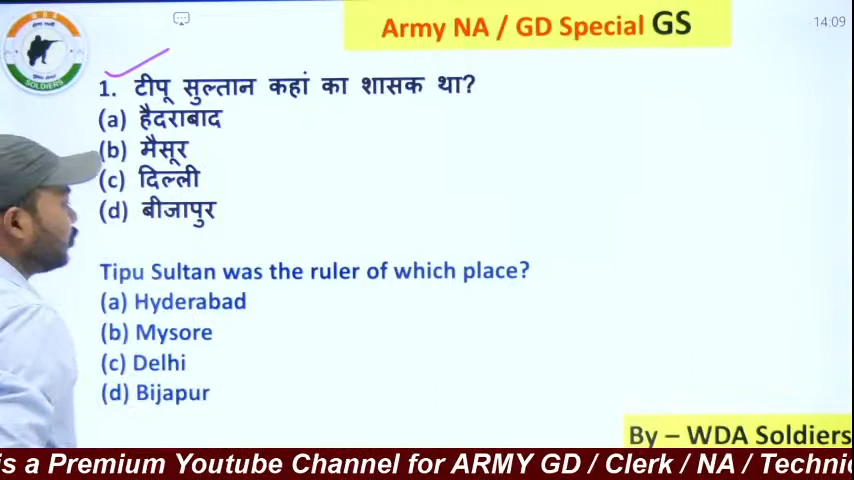 Army NA / GD Special GS
14:09
SOLDIERS
1. टीपू सुल्तान कहां का शासक था?
(a) हैदराबाद
(b) मैसूर
(c) दिल्ली
(d) बीजापुर
Tipu Sultan was the ruler of which place?
(a) Hyderabad
(b) Mysore
(c) Delhi
(d) Bijapur
By – WDA Soldiers
is a Premium Youtube Channel for ARMY GD / Clerk / NA /